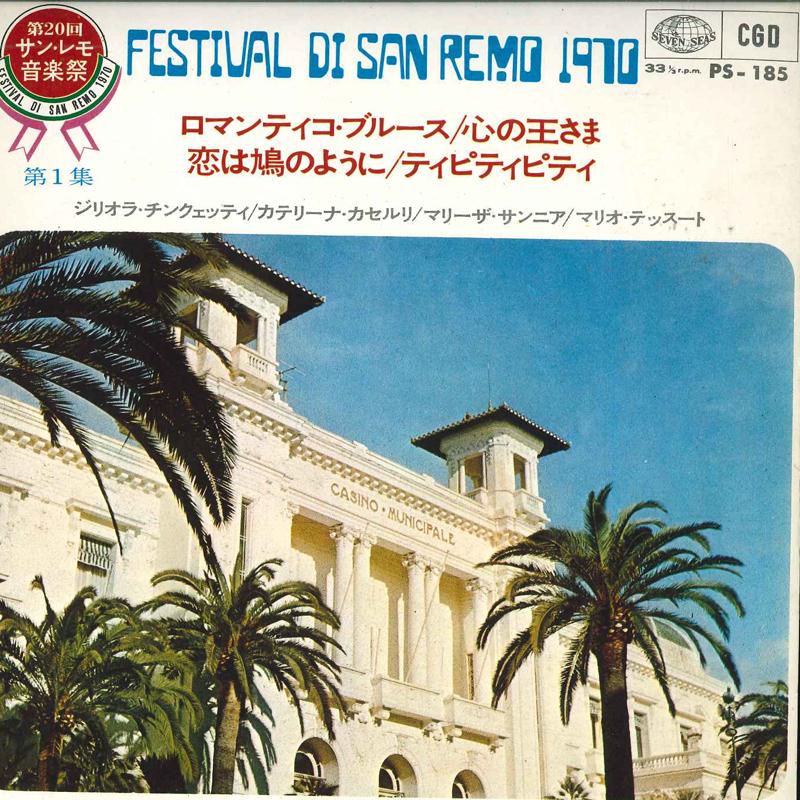 第20回
サン・レモ
音楽祭
FESTIVAL DI SAN REMO 1970
第1集
FESTIVAL DI SAN REMO 1970
SEVEN SEAS
CGD
33 1/3 r.p.m. PS-185
ロマンティコ・ブルース/心の王さま
恋は鳩のように/ティピティピティ
ジリオラ・チンクェッティ/カテリーナ・カセルリ/マリーザ・サンニア/マリオ・テッスート
CASINO・MUNICIPALE